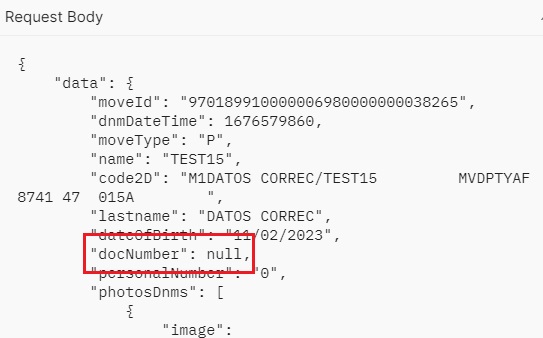 Request Body
{
"data": {
"moveId": "9701899100000069800000000038265",
"dnmDateTime": 1676579860,
"moveType": "P",
"name": "TEST15",
"code2D": "M1DATOS CORREC/TEST15         MVDPTYAF
8741 47  015A        ",
"lastname": "DATOS CORREC",
"dateOfBirth": "11/02/2023",
"docNumber": null,
"personalNumber": "0",
"photosDnms": [
{
"image":